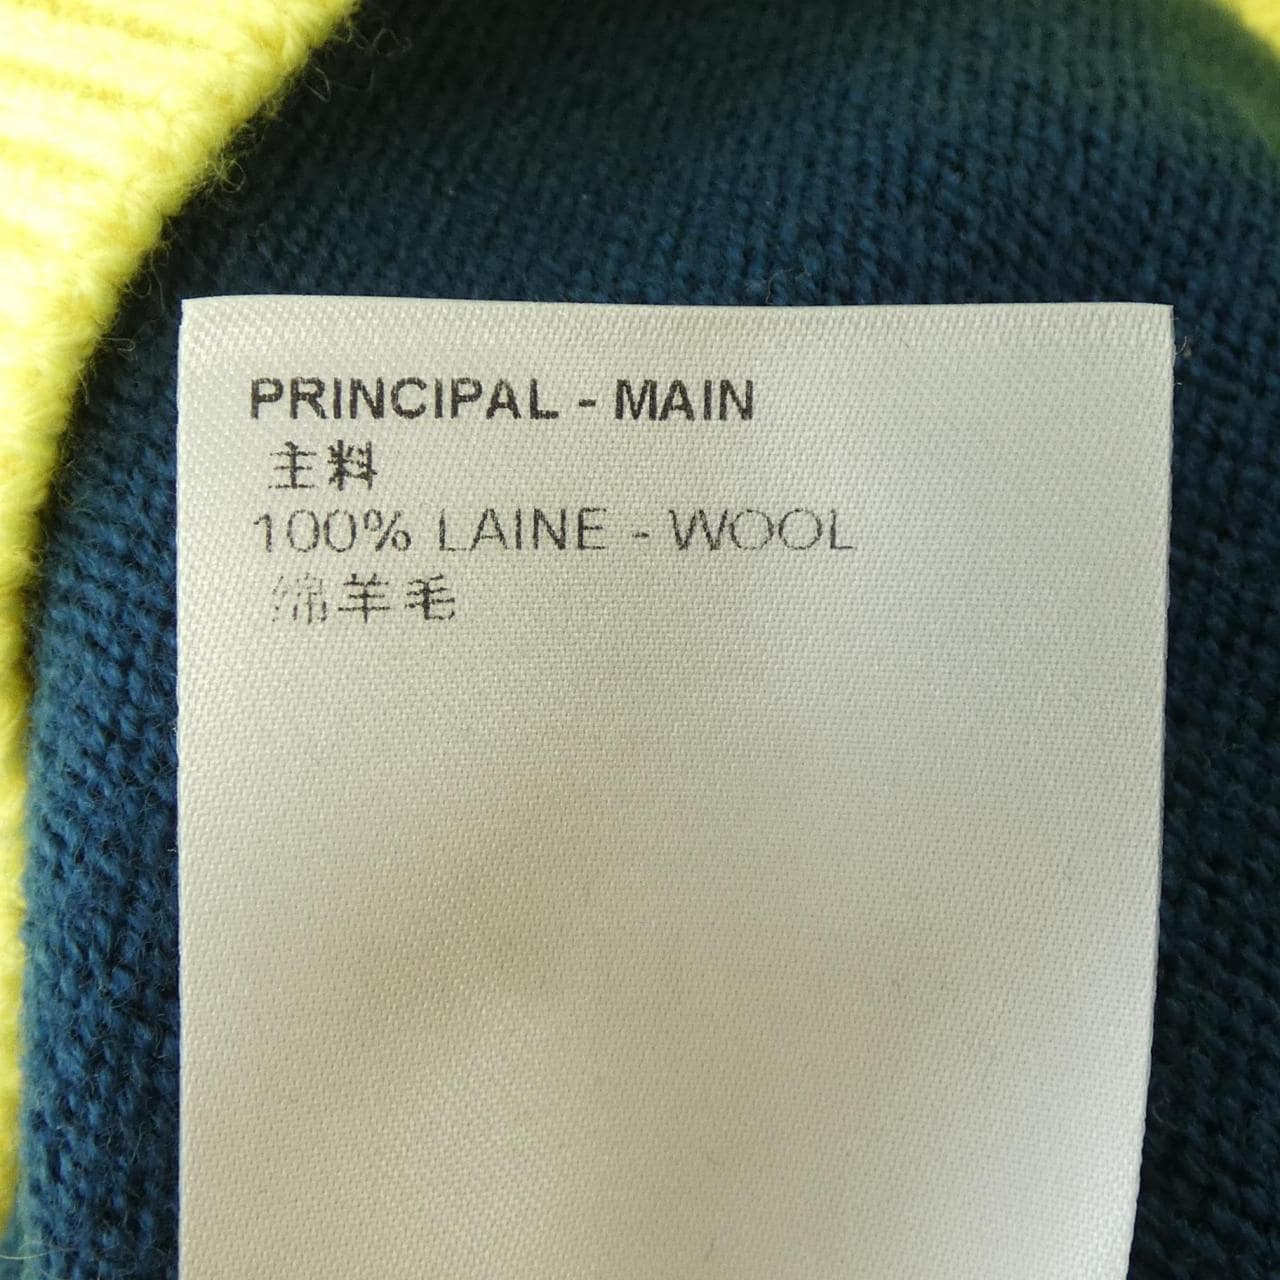 PRINCIPAL - MAIN
主料
100% LAINE - WOOL
绵羊毛